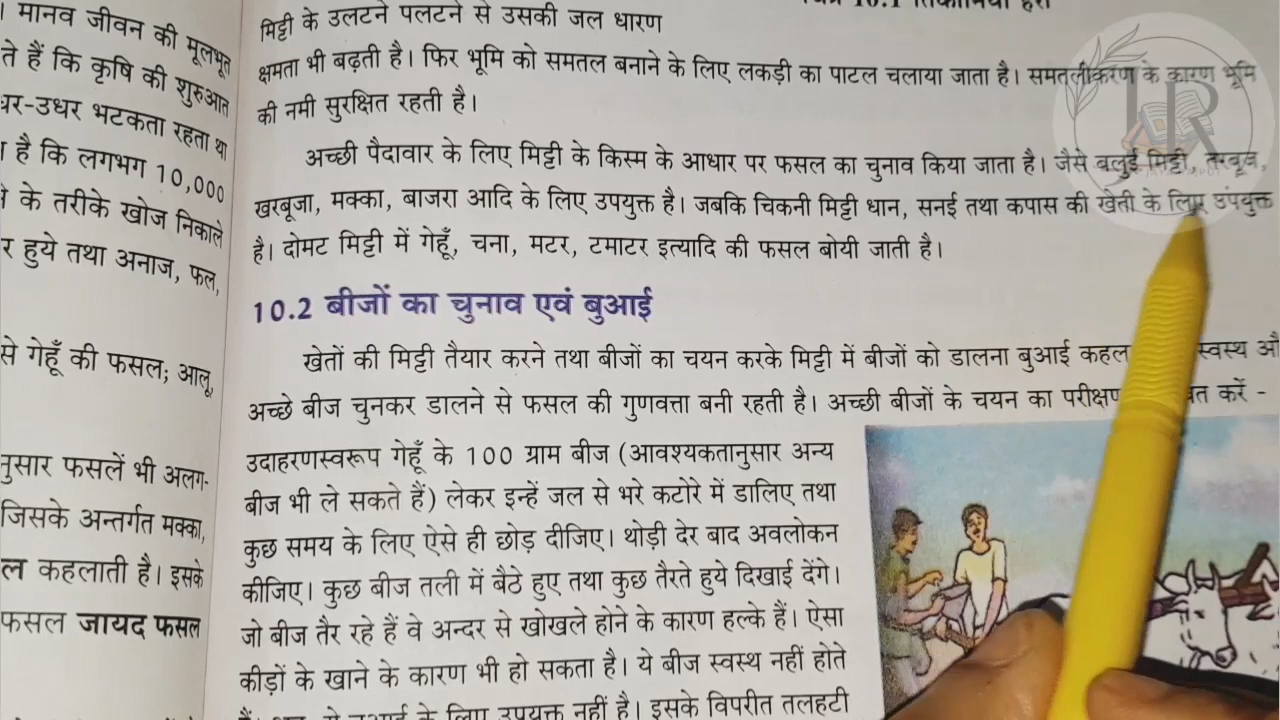 । मानव जीवन की मूलभूत
ते हैं कि कृषि की शुरुआत
धर-उधर भटकता रहता था
है कि लगभग 10,000
के तरीके खोज निकाले
र हुये तथा अनाज, फल,
से गेहूँ की फसल; आलू,
नुसार फसलें भी अलग-
जिसके अन्तर्गत मक्का,
ल कहलाती है। इसके
फसल जायद फसल
मिट्टी के उलटने पलटने से उसकी जल धारण
क्षमता भी बढ़ती है। फिर भूमि को समतल बनाने के लिए लकड़ी का पाटल चलाया जाता है। समतलीकरण के कारण भूमि
की नमी सुरक्षित रहती है।
अच्छी पैदावार के लिए मिट्टी के किस्म के आधार पर फसल का चुनाव किया जाता है। जैसे बलुई मिट्टी, तरबूज,
खरबूजा, मक्का, बाजरा आदि के लिए उपयुक्त है। जबकि चिकनी मिट्टी धान, सनई तथा कपास की खेती के लिए उपयुक्त
है। दोमट मिट्टी में गेहूँ, चना, मटर, टमाटर इत्यादि की फसल बोयी जाती है।
10.2 बीजों का चुनाव एवं बुआई
खेतों की मिट्टी तैयार करने तथा बीजों का चयन करके मिट्टी में बीजों को डालना बुआई कहल स्वस्थ औ
अच्छे बीज चुनकर डालने से फसल की गुणवत्ता बनी रहती है। अच्छी बीजों के चयन का परीक्षण करें -
उदाहरणस्वरूप गेहूँ के 100 ग्राम बीज (आवश्यकतानुसार अन्य
बीज भी ले सकते हैं) लेकर इन्हें जल से भरे कटोरे में डालिए तथा
कुछ समय के लिए ऐसे ही छोड़ दीजिए। थोड़ी देर बाद अवलोकन
कीजिए। कुछ बीज तली में बैठे हुए तथा कुछ तैरते हुये दिखाई देंगे।
जो बीज तैर रहे हैं वे अन्दर से खोखले होने के कारण हल्के हैं। ऐसा
कीड़ों के खाने के कारण भी हो सकता है। ये बीज स्वस्थ नहीं होते
के लिए उपयुक्त नहीं है। इसके विपरीत तलहटी